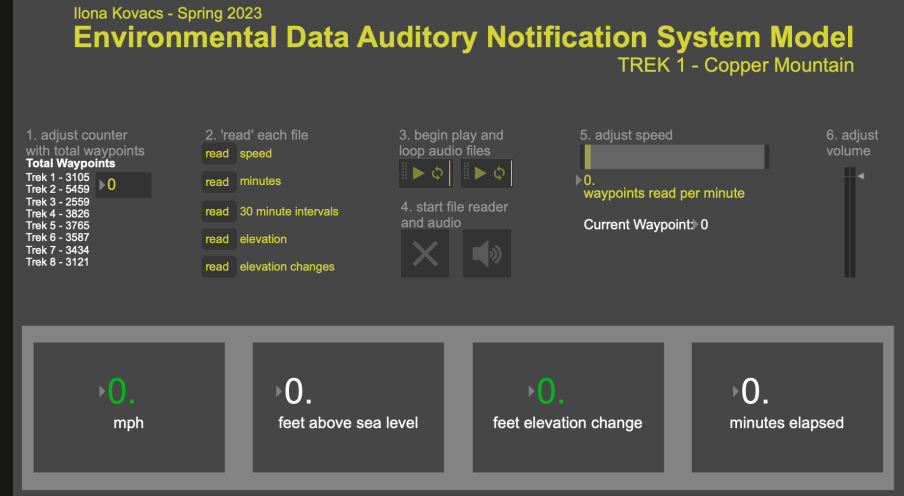 Ilona Kovacs - Spring 2023
Environmental Data Auditory Notification System Model
TREK 1 - Copper Mountain
1. adjust counter
with total waypoints
Total Waypoints
Trek 1 - 3105
Trek 2 - 5459
Trek 3 - 2559
Trek 4 - 3826
Trek 5 - 3765
Trek 6 - 3587
Trek 7 - 3434
Trek 8 - 3121
0
2. 'read' each file
read speed
read minutes
read 30 minute intervals
read elevation
read elevation changes
3. begin play and
loop audio files
4. start file reader
and audio
5. adjust speed
0.
waypoints read per minute
Current Waypoint: 0
6. adjust
volume
0.
mph
0.
feet above sea level
0.
feet elevation change
0.
minutes elapsed